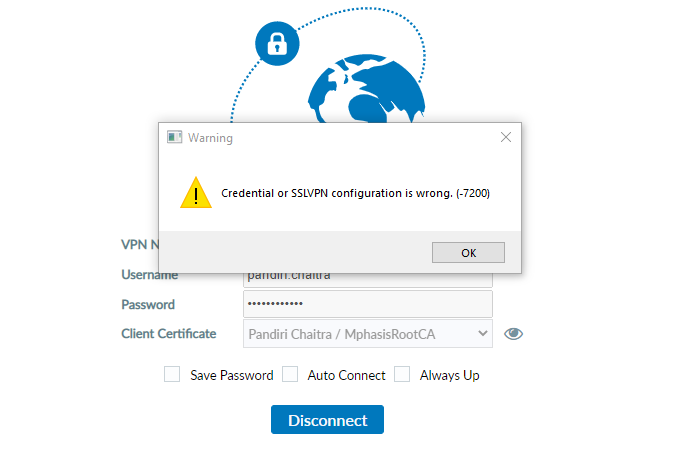 Warning
Credential or SSLVPN configuration is wrong. (-7200)
OK
VPN N
Username pandiri.chaitra
Password ••••••••••••
Client Certificate Pandiri Chaitra / MphasisRootCA
Save Password Auto Connect Always Up
Disconnect